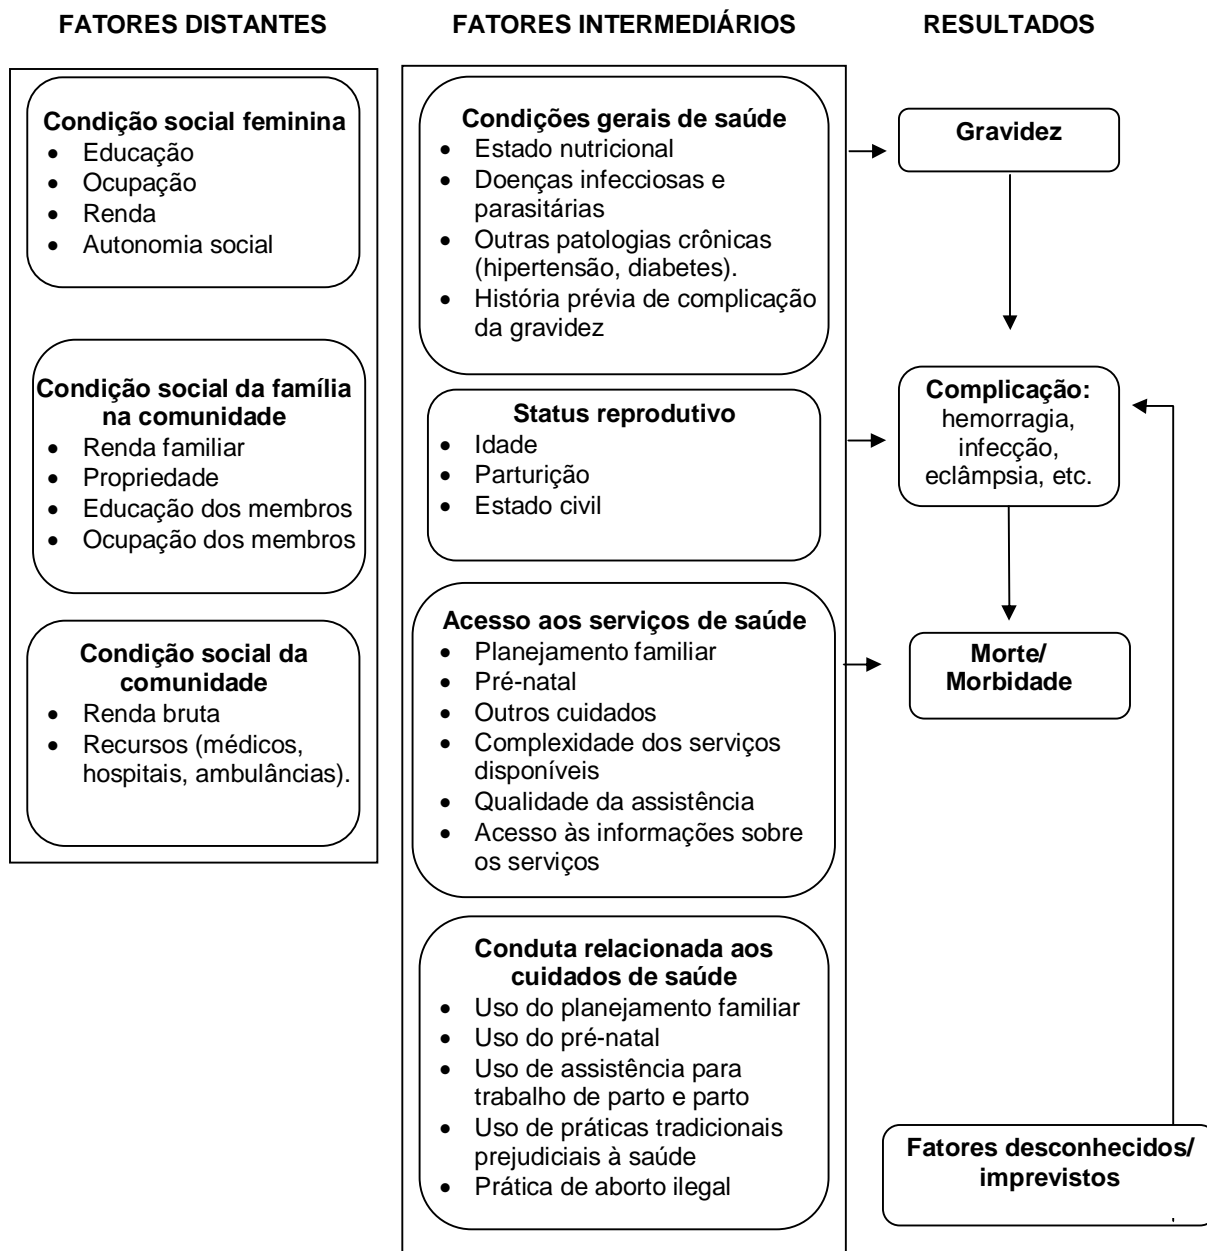 FATORES DISTANTES
Condição social feminina
• Educação
• Ocupação
• Renda
• Autonomia social
Condição social da família
na comunidade
• Renda familiar
• Propriedade
• Educação dos membros
• Ocupação dos membros
Condição social da
comunidade
• Renda bruta
• Recursos (médicos,
hospitais, ambulâncias).
FATORES INTERMEDIÁRIOS
Condições gerais de saúde
• Estado nutricional
• Doenças infecciosas e
parasitárias
• Outras patologias crônicas
(hipertensão, diabetes).
• História prévia de complicação
da gravidez
Status reprodutivo
• Idade
• Parturição
• Estado civil
Acesso aos serviços de saúde
• Planejamento familiar
• Pré-natal
• Outros cuidados
• Complexidade dos serviços
disponíveis
• Qualidade da assistência
• Acesso às informações sobre
os serviços
Conduta relacionada aos
cuidados de saúde
• Uso do planejamento familiar
• Uso do pré-natal
• Uso de assistência para
trabalho de parto e parto
• Uso de práticas tradicionais
prejudiciais à saúde
• Prática de aborto ilegal
RESULTADOS
Gravidez
Complicação:
hemorragia,
infecção,
eclâmpsia, etc.
Morte/
Morbidade
Fatores desconhecidos/
imprevistos